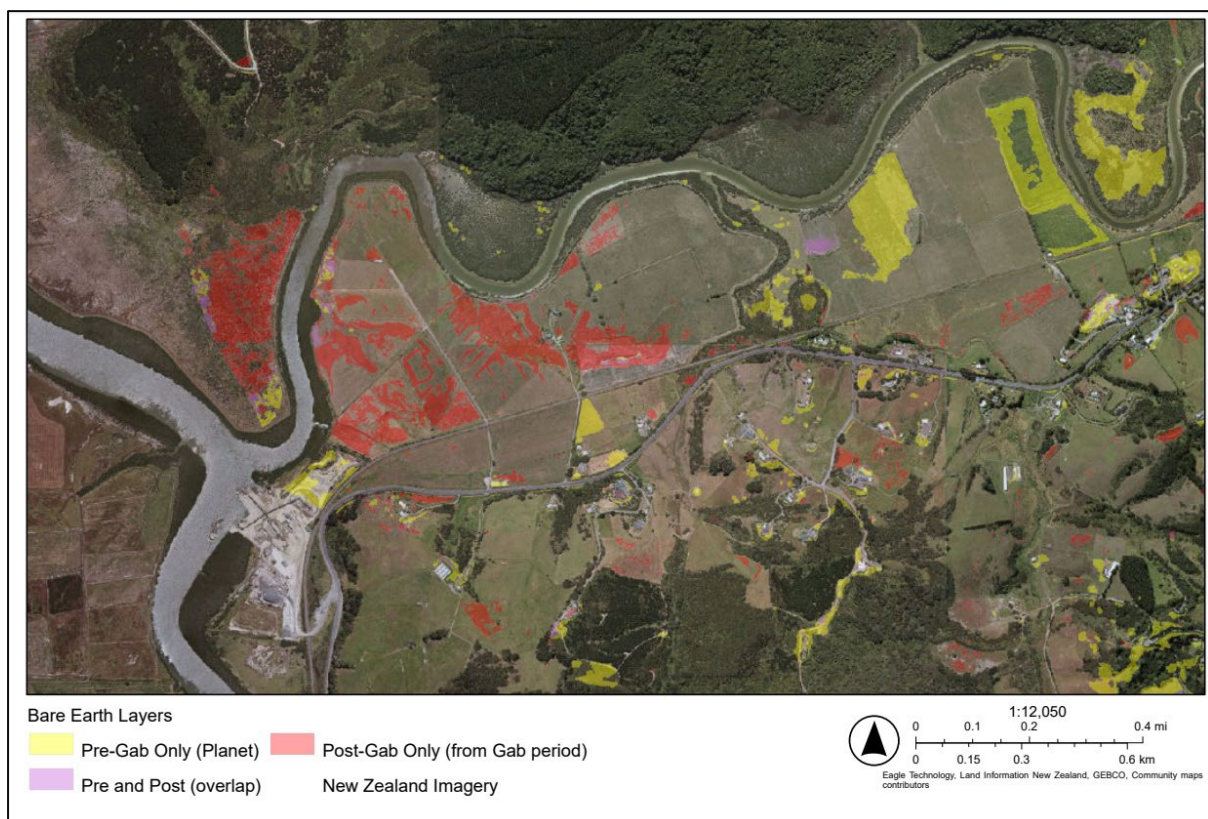 Bare Earth Layers
Pre-Gab Only (Planet)
Post-Gab Only (from Gab period)
Pre and Post (overlap)
New Zealand Imagery
1:12,050
0 0.1 0.2 0.4 mi
0 0.15 0.3 0.6 km
Eagle Technology, Land Information New Zealand, GEBCO, Community maps
contributors